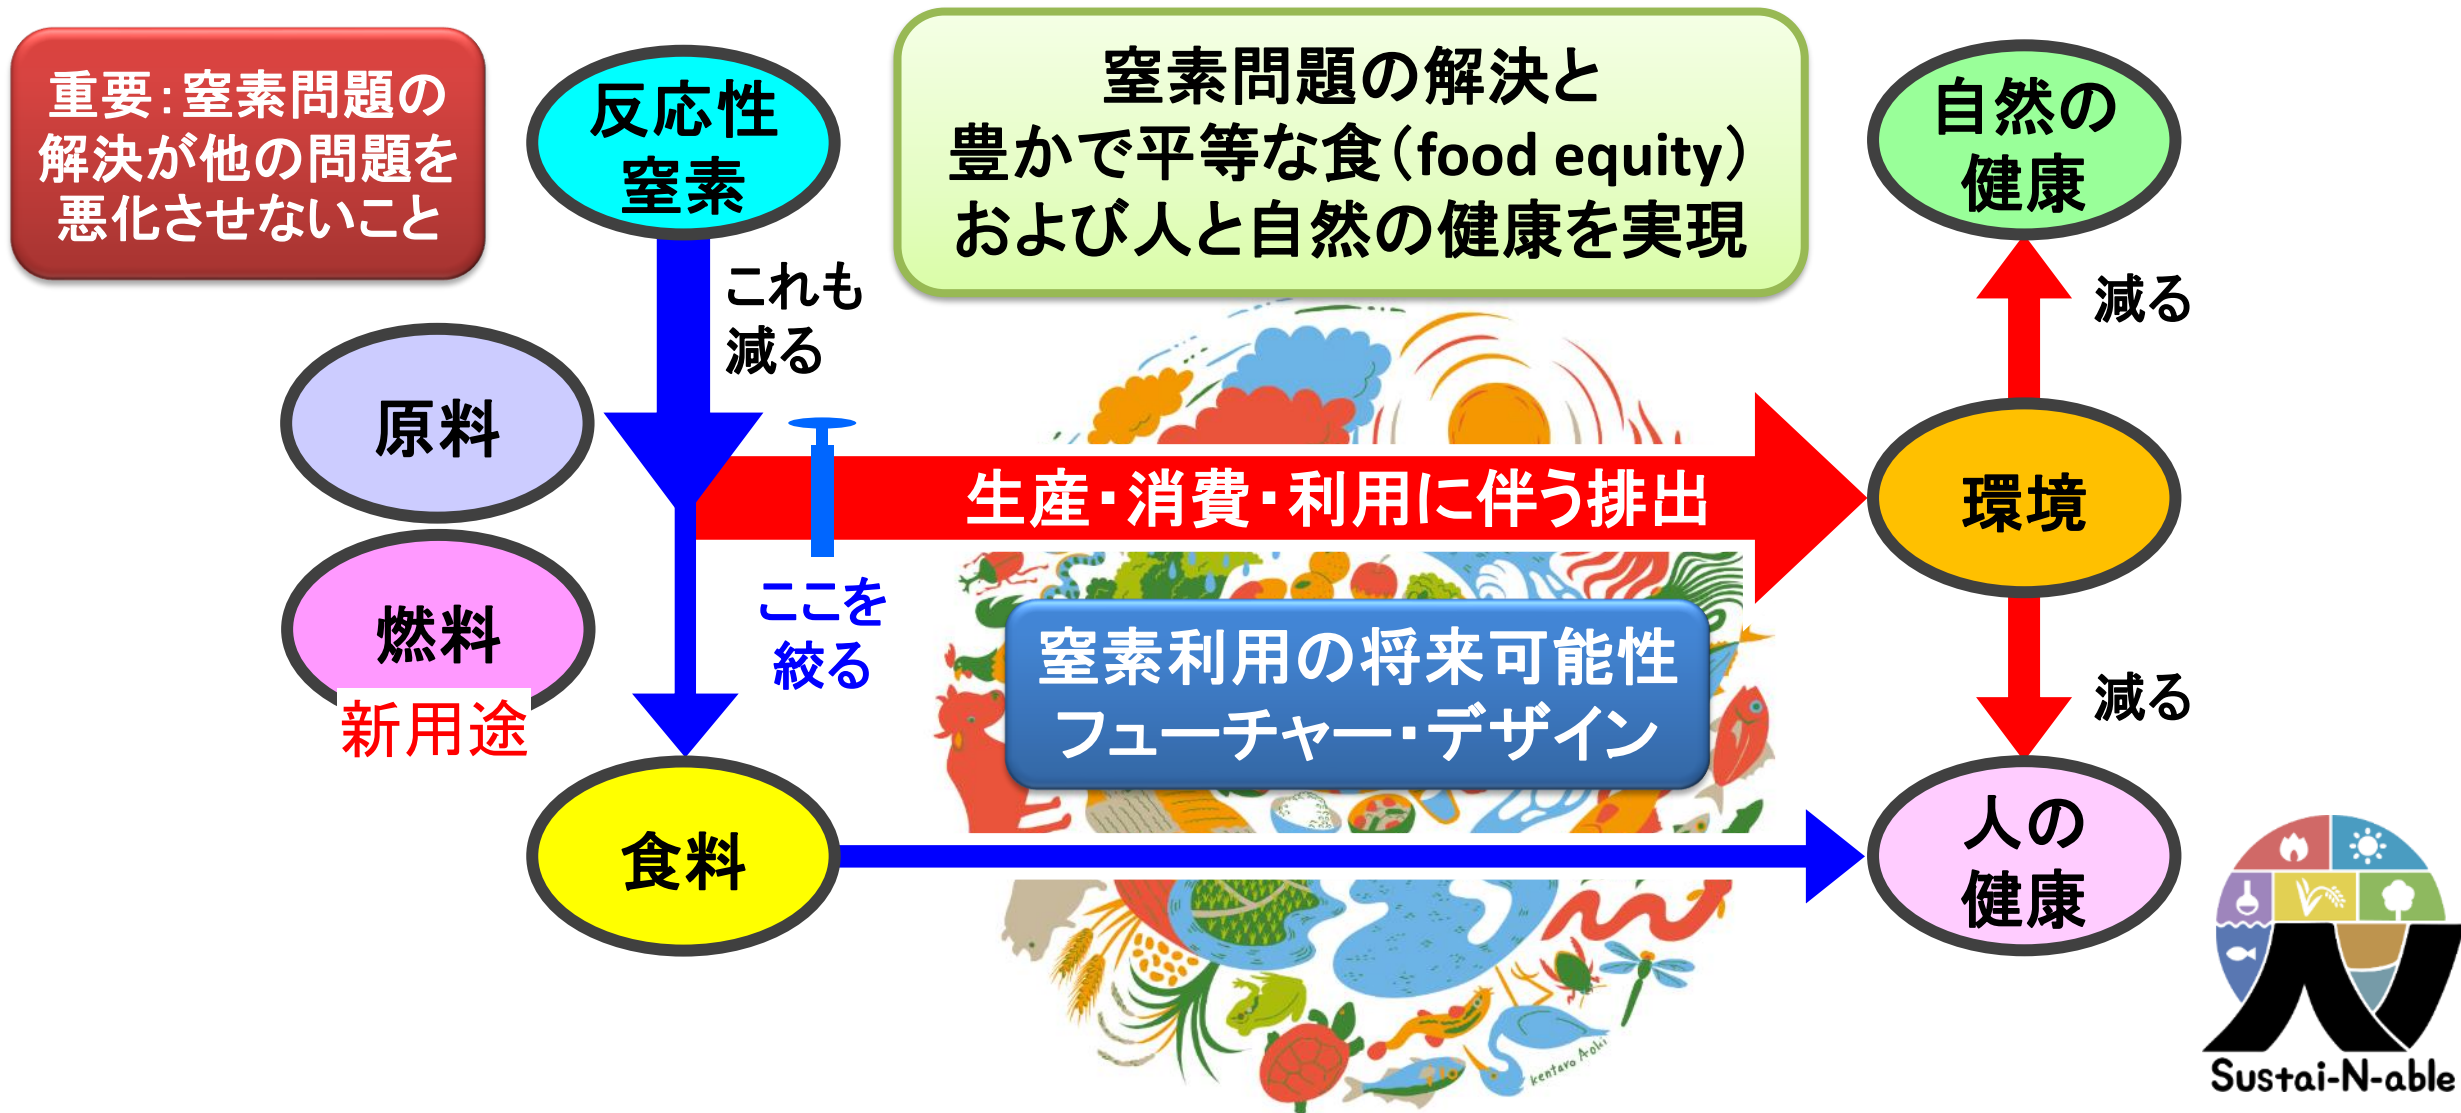 重要：窒素問題の
解決が他の問題を
悪化させないこと
反応性
窒素
窒素問題の解決と
豊かで平等な食（food equity）
および人と自然の健康を実現
自然の
健康
これも
減る
減る
原料
生産・消費・利用に伴う排出
環境
燃料
新用途
ここを
絞る
窒素利用の将来可能性
フューチャー・デザイン
減る
食料
人の
健康
kentaro Aoki
Sustai-N-able